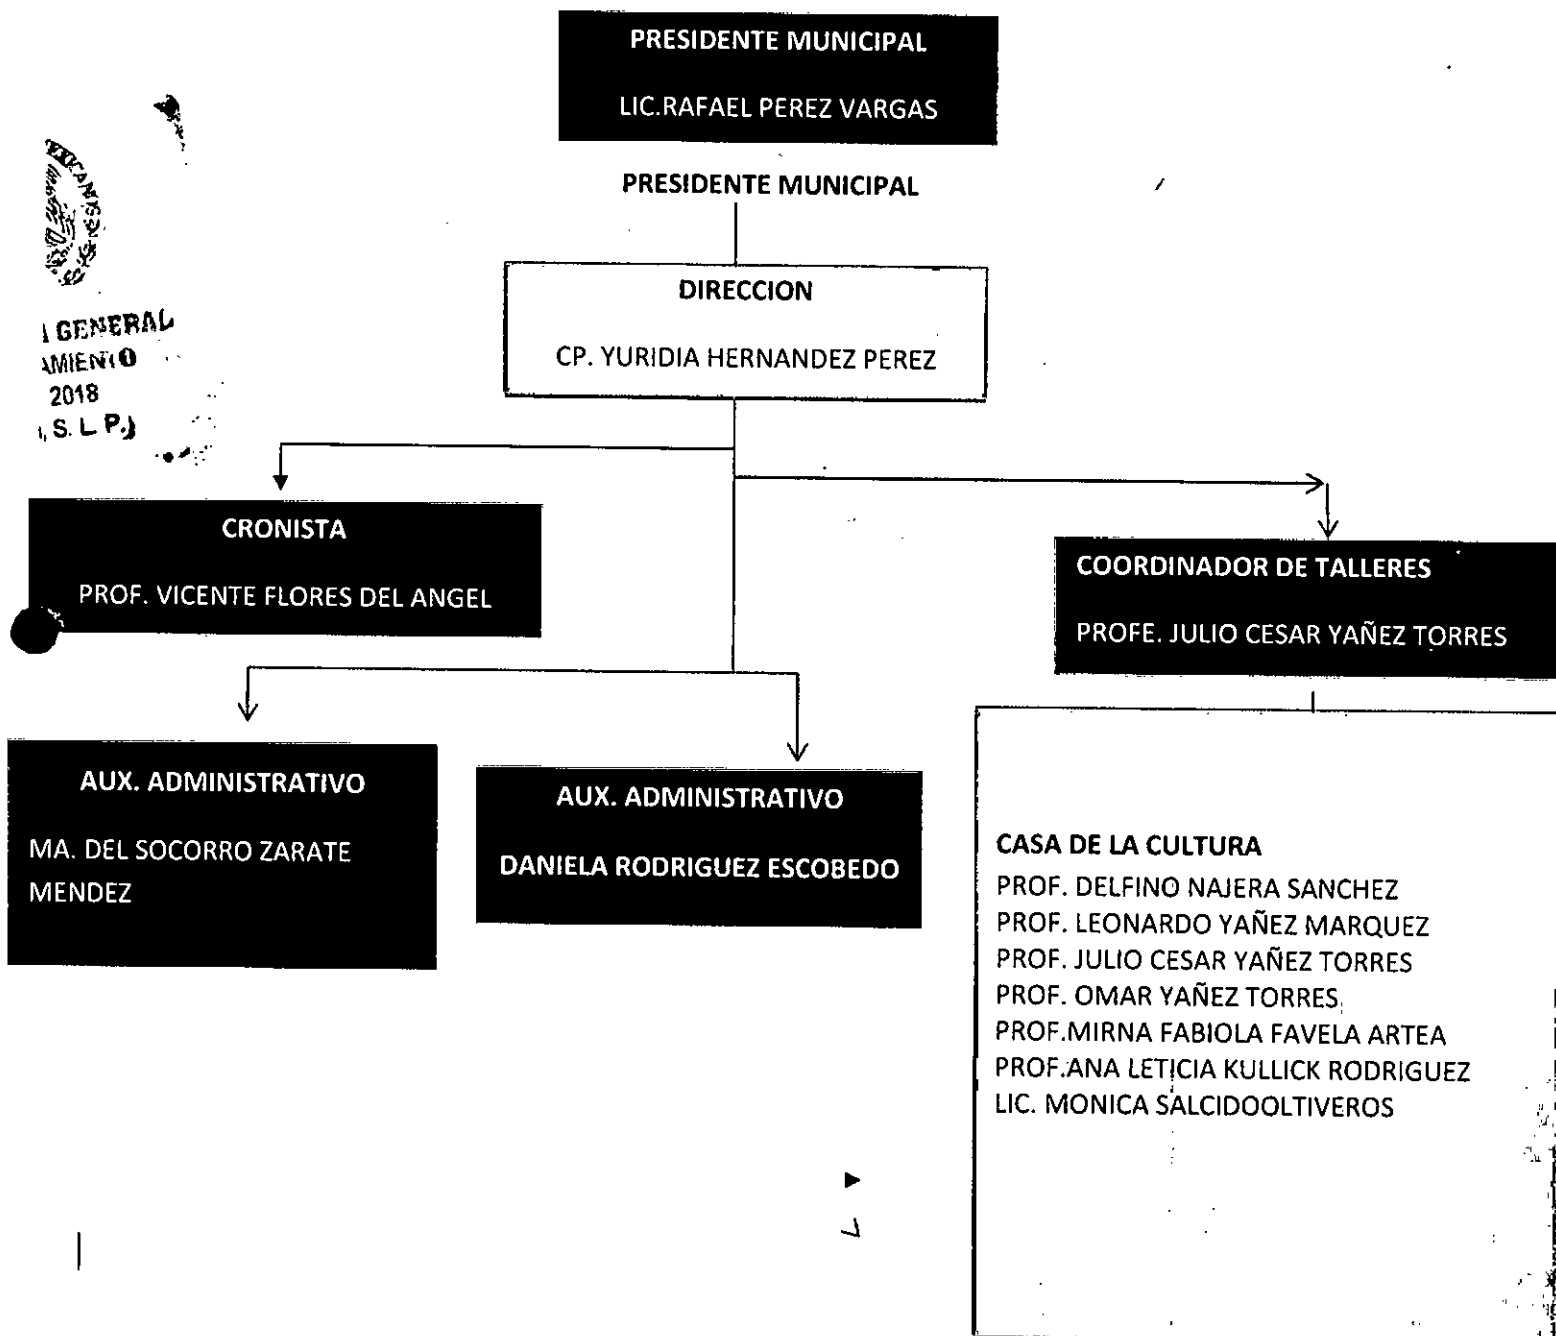 PRESIDENTE MUNICIPAL
LIC.RAFAEL PEREZ VARGAS
PRESIDENTE MUNICIPAL
DIRECCION
CP. YURIDIA HERNANDEZ PEREZ
GENERAL
AMIENTO
2018
, S. L. P.)
CRONISTA
PROF. VICENTE FLORES DEL ANGEL
COORDINADOR DE TALLERES
PROFE. JULIO CESAR YAÑEZ TORRES
AUX. ADMINISTRATIVO
MA. DEL SOCORRO ZARATE
MENDEZ
AUX. ADMINISTRATIVO
DANIELA RODRIGUEZ ESCOBEDO
CASA DE LA CULTURA
PROF. DELFINO NAJERA SANCHEZ
PROF. LEONARDO YAÑEZ MARQUEZ
PROF. JULIO CESAR YAÑEZ TORRES
PROF. OMAR YAÑEZ TORRES
PROF.MIRNA FABIOLA FAVELA ARTEA
PROF.ANA LETICIA KULLICK RODRIGUEZ
LIC. MONICA SALCIDOOLTIVEROS